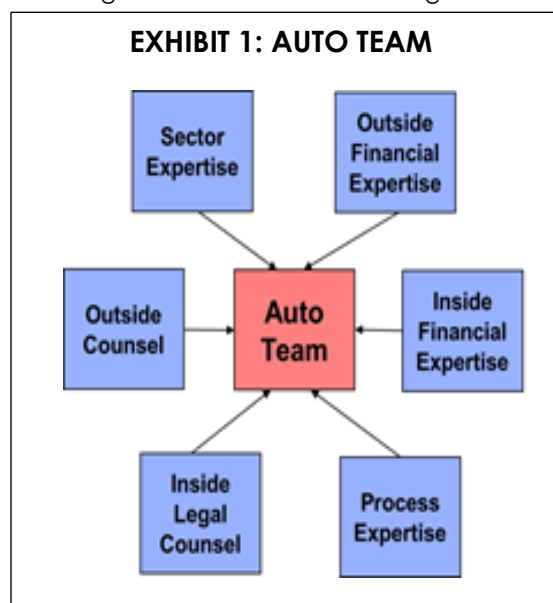 EXHIBIT 1: AUTO TEAM
Sector
Expertise
Outside
Financial
Expertise
Outside
Counsel
Auto
Team
Inside
Financial
Expertise
Inside
Legal
Counsel
Process
Expertise